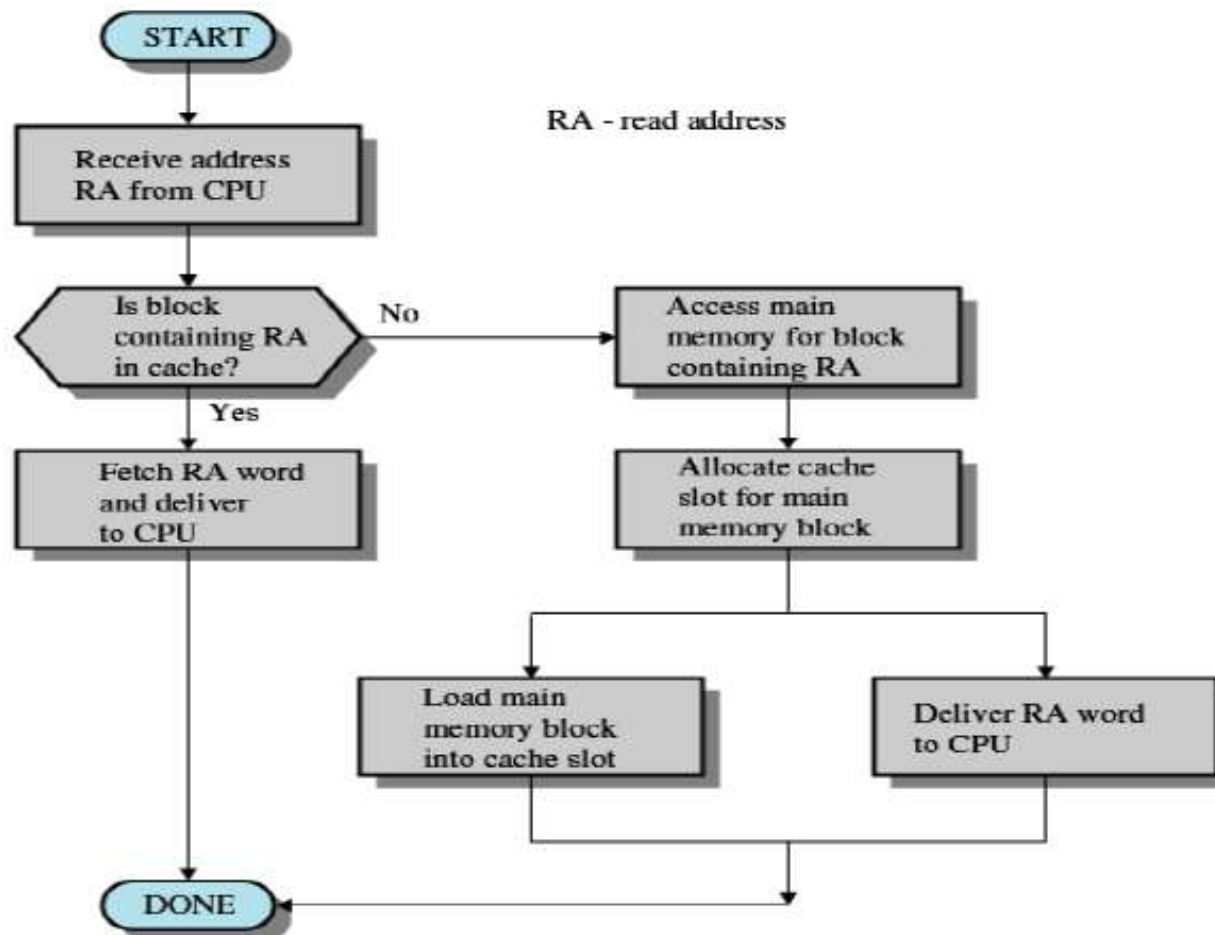 START
RA - read address
Receive address
RA from CPU
Is block
containing RA
in cache?
No
Access main
memory for block
containing RA
Yes
Fetch RA word
and deliver
to CPU
Allocate cache
slot for main
memory block
Load main
memory block
into cache slot
Deliver RA word
to CPU
DONE